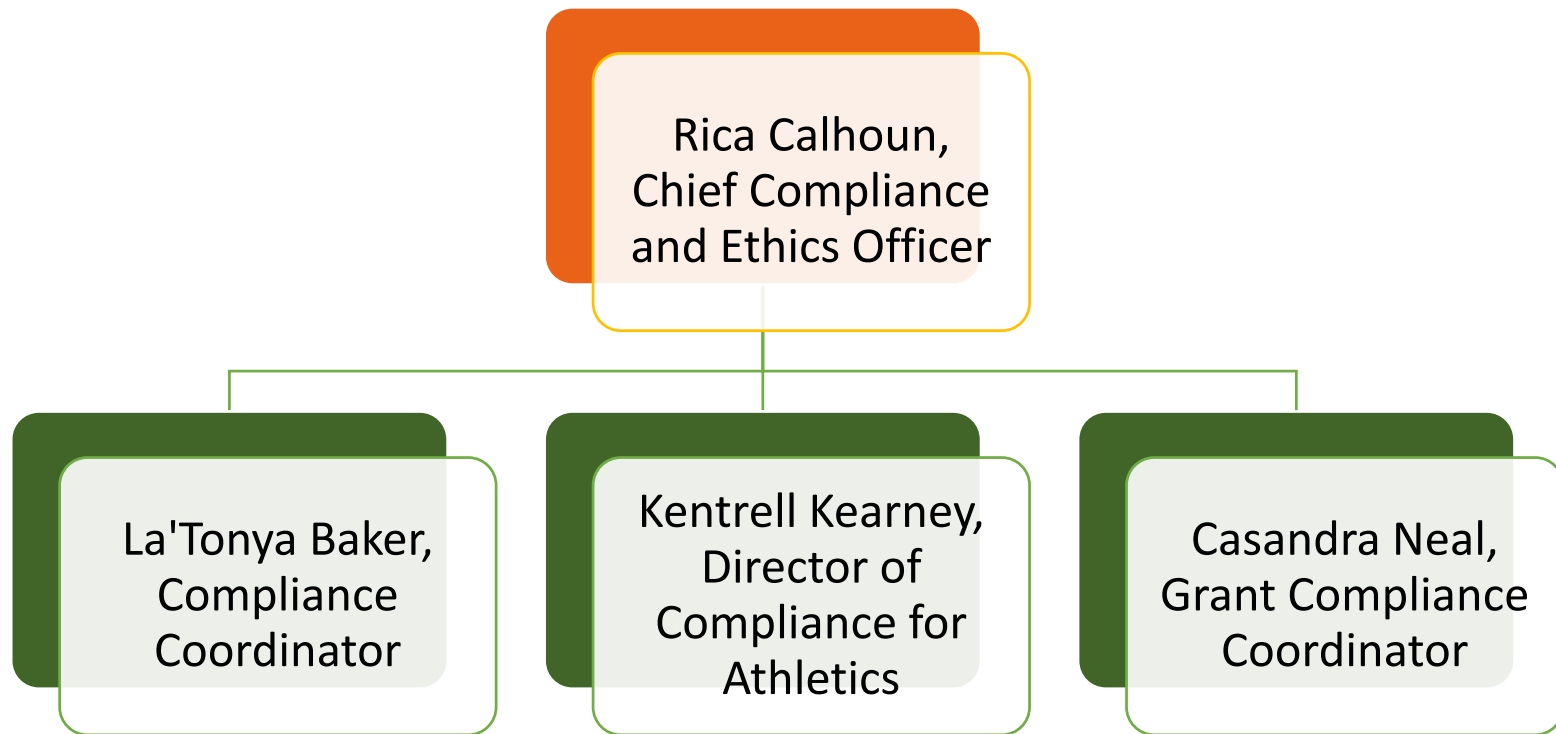 Rica Calhoun,
Chief Compliance
and Ethics Officer
La'Tonya Baker,
Compliance
Coordinator
Kentrell Kearney,
Director of
Compliance for
Athletics
Casandra Neal,
Grant Compliance
Coordinator